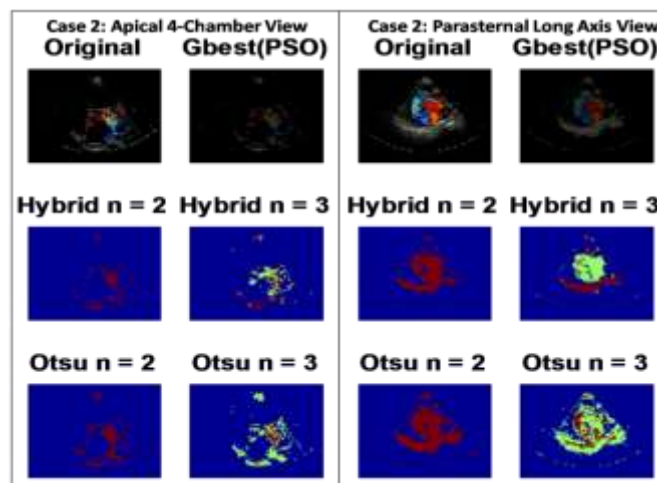 Case 2: Apical 4-Chamber View
Original Gbest(PSO)
Hybrid n = 2 Hybrid n = 3
Otsu n = 2 Otsu n = 3
Case 2: Parasternal Long Axis View
Original Gbest(PSO)
Hybrid n = 2 Hybrid n = 3
Otsu n = 2 Otsu n = 3